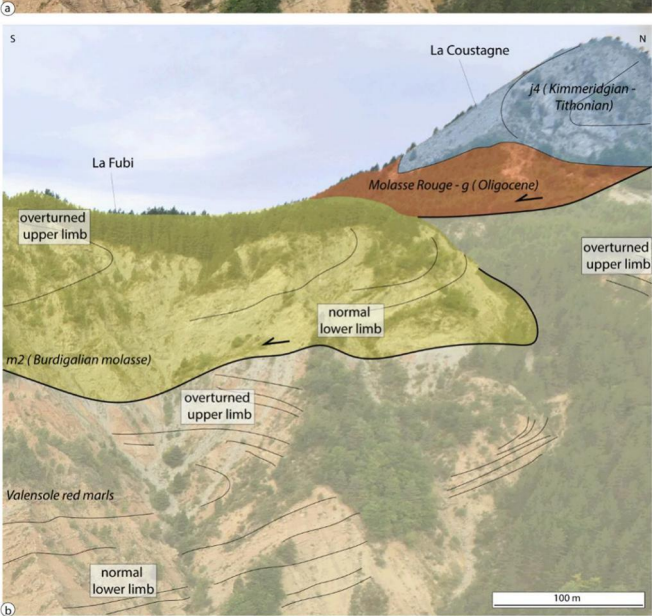 a
S
N
La Coustagne
j4 ( Kimmeridgian -
Tithonian)
La Fubi
Molasse Rouge - g ( Oligocene)
overturned
upper limb
overturned
upper limb
normal
lower limb
m2 ( Burdigalian molasse)
overturned
upper limb
Valensole red marls
normal
lower limb
100 m
b